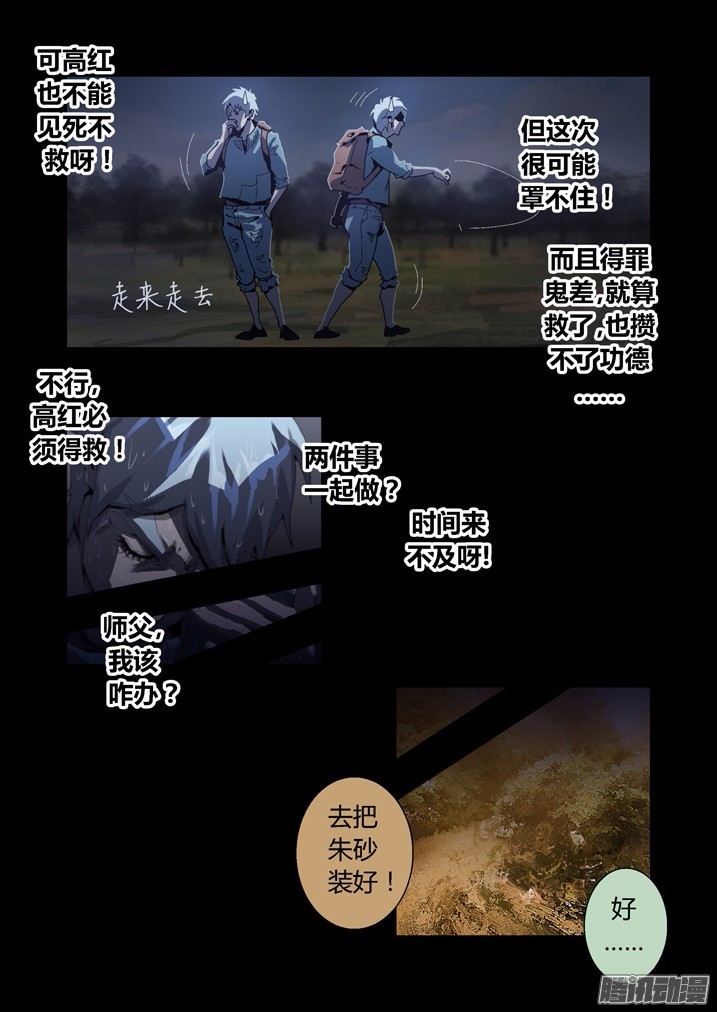 可高红
也不能
见死不
救呀！
但这次
很可能
罩不住！
而且得罪
鬼差,就算
救了,也攒
不了功德
……
走来走去
不行,
高红必
须得救！
两件事
一起做？
时间来
不及呀!
师父,
我该
咋办？
去把
朱砂
装好！
好
……
腾讯动漫